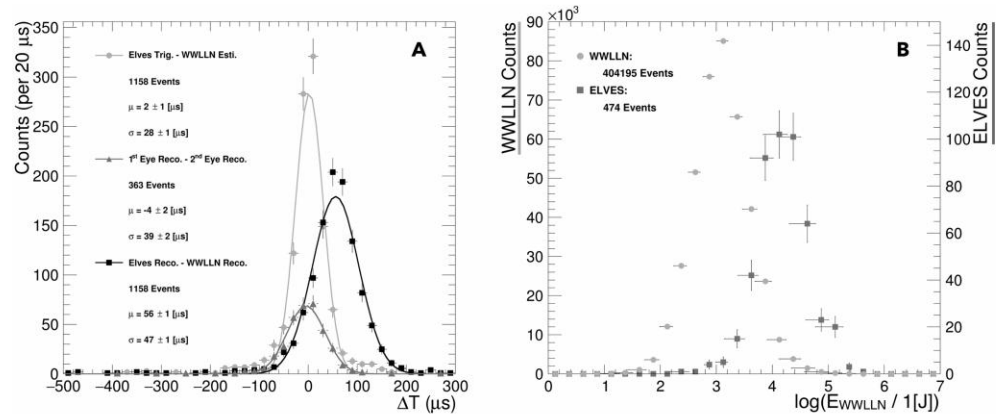 A
Counts (per 20 μs)
350
300
250
200
150
100
50
0
Elves Trig. - WWLLN Esti.
1158 Events
μ = 2 ± 1 [μs]
σ = 28 ± 1 [μs]
1st Eye Reco. - 2nd Eye Reco.
363 Events
μ = -4 ± 2 [μs]
σ = 39 ± 2 [μs]
Elves Reco. - WWLLN Reco.
1158 Events
μ = 56 ± 1 [μs]
σ = 47 ± 1 [μs]
−500 −400 −300 −200 −100 0 100 200 300
ΔT (μs)
B
×10³
WWLLN Counts
90
80
70
60
50
40
30
20
10
0
WWLLN:
404195 Events
ELVES:
474 Events
ELVES Counts
140
120
100
80
60
40
20
0
0 1 2 3 4 5 6 7
log(EWWLLN / 1[J])